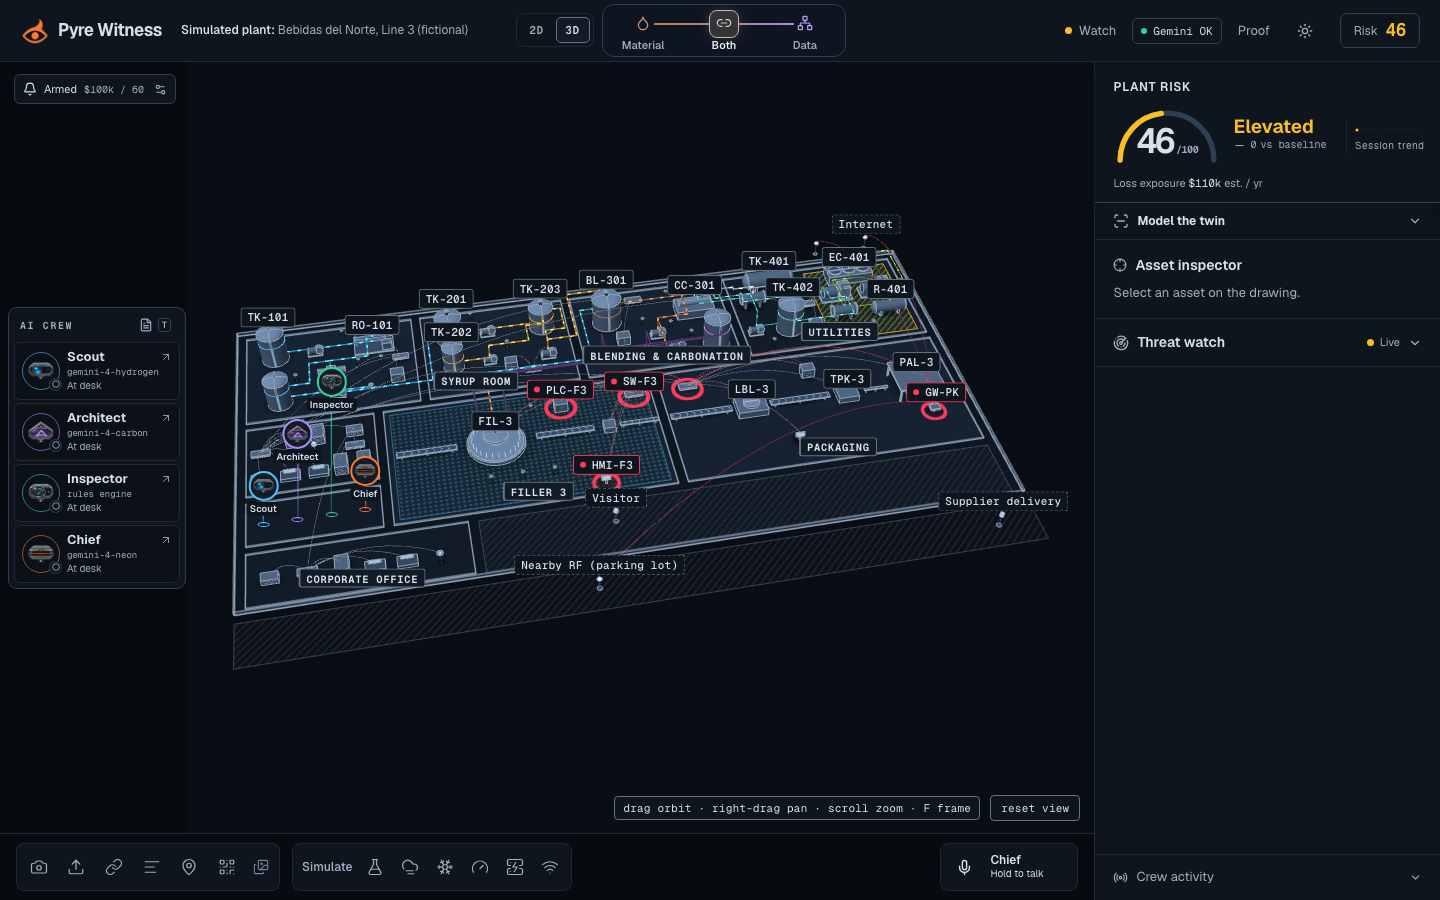 Pyre Witness
Simulated plant: Bebidas del Norte, Line 3 (fictional)
2D 3D
Material Both Data
Watch
Gemini OK
Proof
Risk 46
Armed $100k / 60
AI CREW T
Scout
gemini-4-hydrogen
At desk
Architect
gemini-4-carbon
At desk
Inspector
rules engine
At desk
Chief
gemini-4-neon
At desk
Internet
TK-401
EC-401
BL-301
TK-203
CC-301
TK-402
R-401
TK-201
TK-101
RO-101
TK-202
UTILITIES
BLENDING & CARBONATION
PAL-3
SYRUP ROOM
PLC-F3
SW-F3
LBL-3
TPK-3
GW-PK
Inspector
FIL-3
PACKAGING
Architect
HMI-F3
Chief
FILLER 3
Visitor
Supplier delivery
Scout
Nearby RF (parking lot)
CORPORATE OFFICE
drag orbit · right-drag pan · scroll zoom · F frame
reset view
Simulate
Chief
Hold to talk
PLANT RISK
46 /100
Elevated
— 0 vs baseline
Session trend
Loss exposure $110k est. / yr
Model the twin
Asset inspector
Select an asset on the drawing.
Threat watch
Live
Crew activity